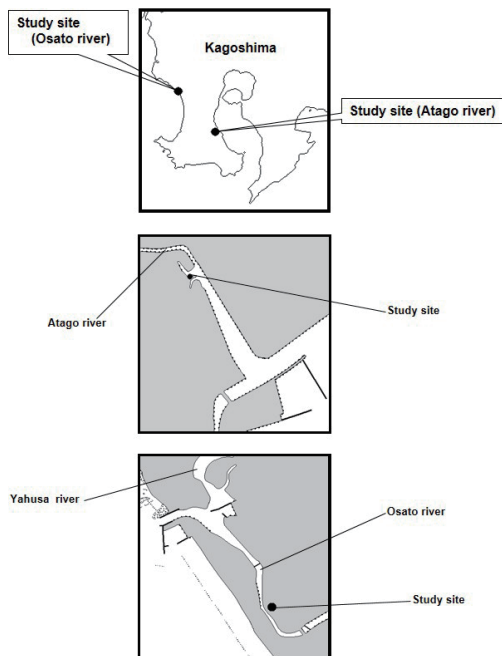 Study site
(Osato river)
Kagoshima
Study site (Atago river)
Atago river
Study site
Yahusa river
Osato river
Study site